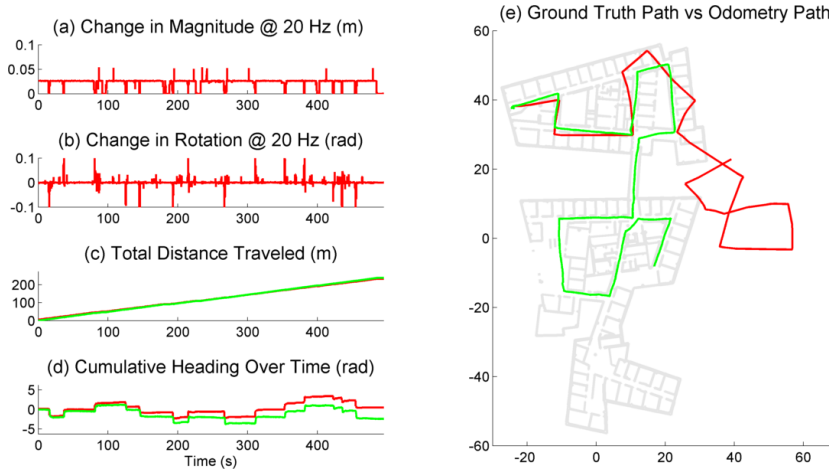 (a) Change in Magnitude @ 20 Hz (m)
0.1
0.05
0
0 100 200 300 400
(b) Change in Rotation @ 20 Hz (rad)
0.1
0
-0.1
0 100 200 300 400
(c) Total Distance Traveled (m)
200
100
0
0 100 200 300 400
(d) Cumulative Heading Over Time (rad)
5
0
-5
0 100 200 300 400
Time (s)
(e) Ground Truth Path vs Odometry Path
60
40
20
0
-20
-40
-60
-20 0 20 40 60